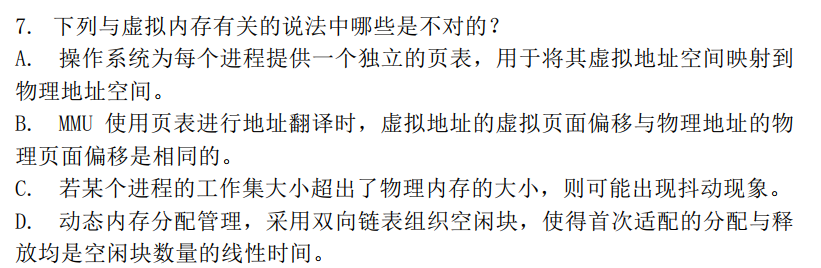 7. 下列与虚拟内存有关的说法中哪些是不对的？
A. 操作系统为每个进程提供一个独立的页表，用于将其虚拟地址空间映射到
物理地址空间。
B. MMU 使用页表进行地址翻译时，虚拟地址的虚拟页面偏移与物理地址的物
理页面偏移是相同的。
C. 若某个进程的工作集大小超出了物理内存的大小，则可能出现抖动现象。
D. 动态内存分配管理，采用双向链表组织空闲块，使得首次适配的分配与释
放均是空闲块数量的线性时间。